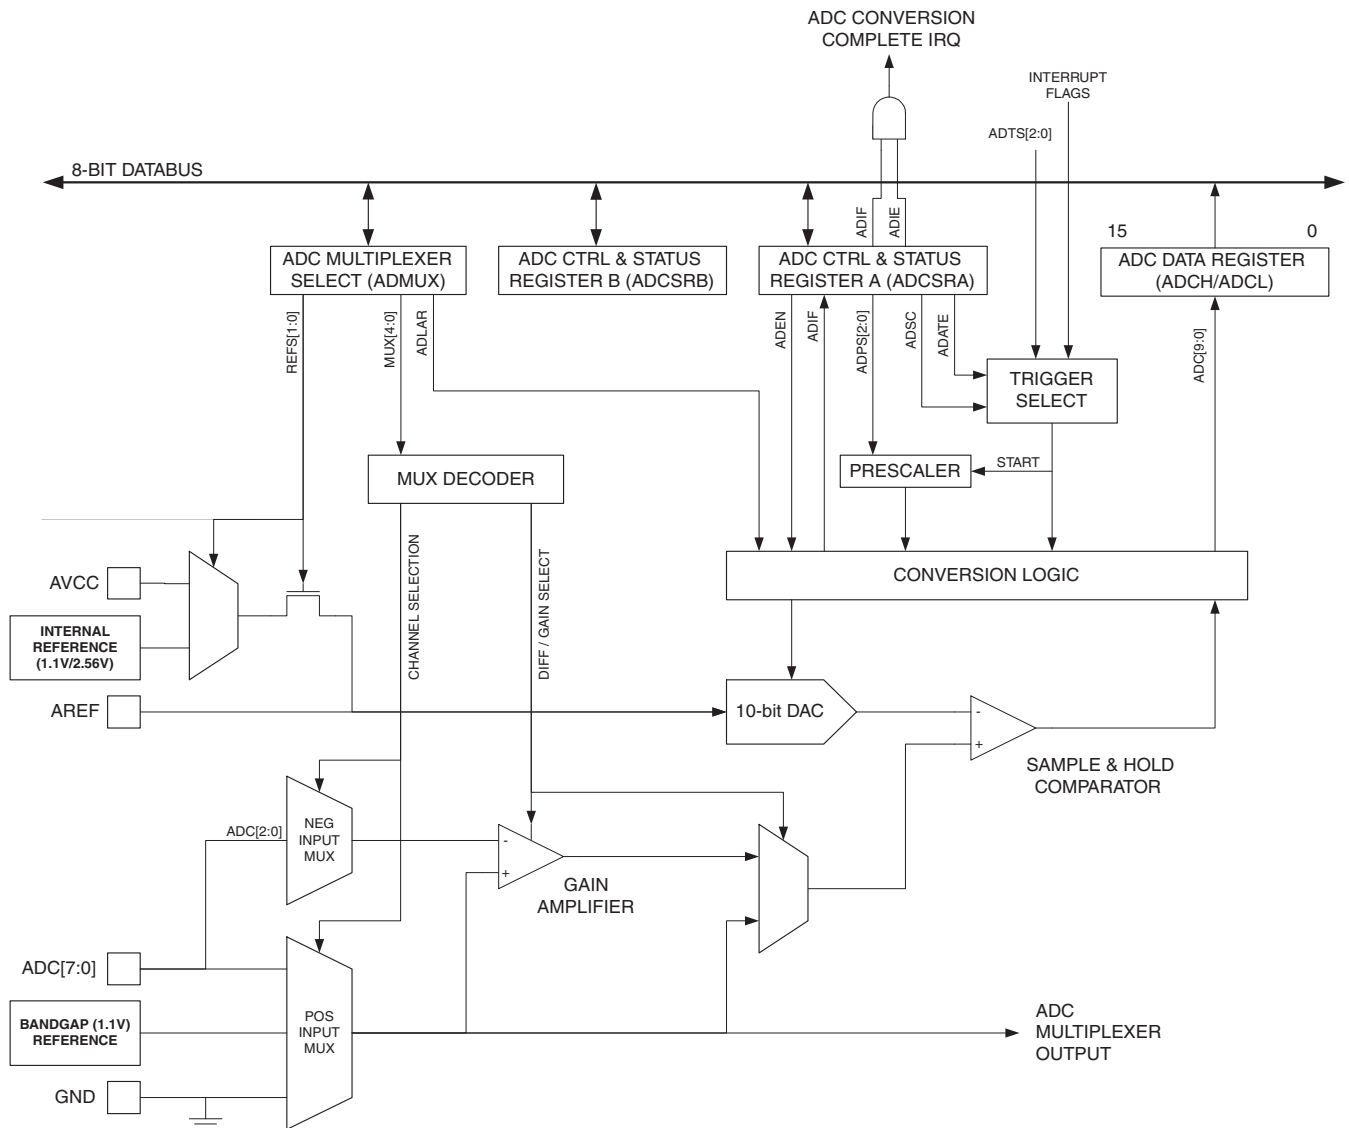 ADC CONVERSION
COMPLETE IRQ
INTERRUPT
FLAGS
ADTS[2:0]
8-BIT DATABUS
ADIF
ADIE
15
0
ADC MULTIPLEXER
SELECT (ADMUX)
ADC CTRL & STATUS
REGISTER B (ADCSRB)
ADC CTRL & STATUS
REGISTER A (ADCSRA)
ADC DATA REGISTER
(ADCH/ADCL)
REFS[1:0]
MUX[4:0]
ADLAR
ADEN
ADIF
ADPS[2:0]
ADSC
ADATE
ADC[9:0]
TRIGGER
SELECT
MUX DECODER
PRESCALER
START
CHANNEL SELECTION
DIFF / GAIN SELECT
CONVERSION LOGIC
AVCC
INTERNAL
REFERENCE
(1.1V/2.56V)
AREF
10-bit DAC
-
+
SAMPLE & HOLD
COMPARATOR
ADC[2:0]
NEG
INPUT
MUX
-
+
GAIN
AMPLIFIER
ADC[7:0]
BANDGAP (1.1V)
REFERENCE
POS
INPUT
MUX
ADC
MULTIPLEXER
OUTPUT
GND